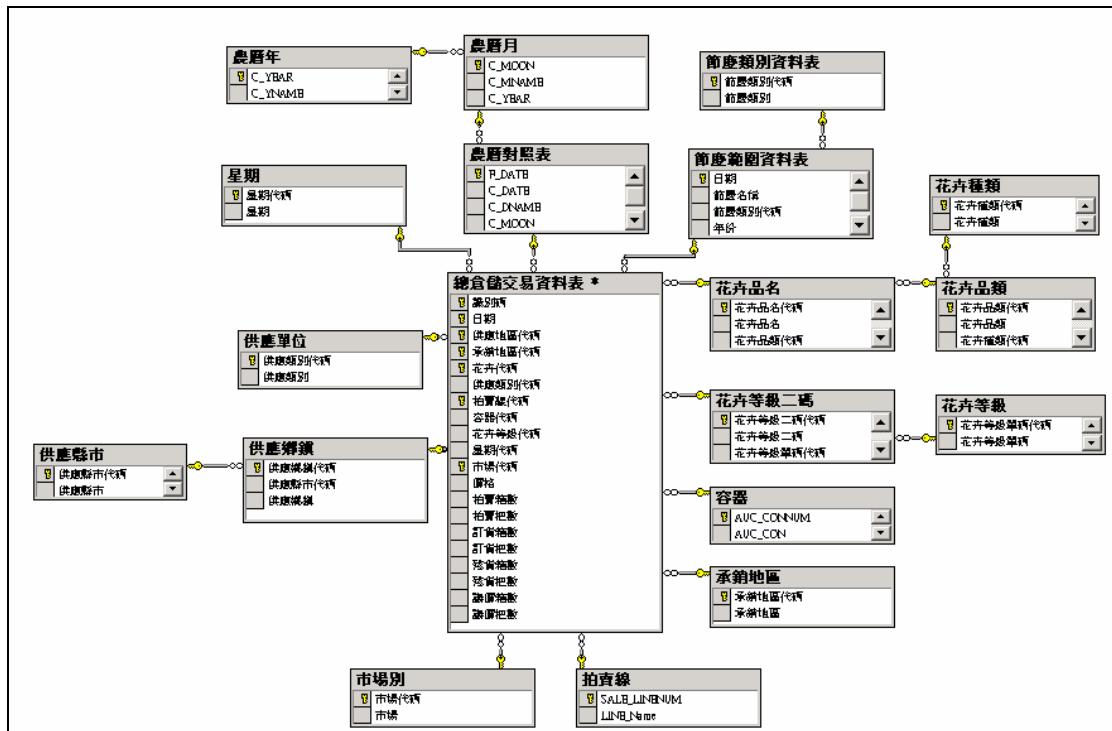 農曆年
C_YEAR
C_YNAME
農曆月
C_MOON
C_MNAME
C_YEAR
節慶類別資料表
節慶類別代碼
節慶類別
星期
星期代碼
星期
農曆對照表
F_DATE
C_DATE
C_DNAME
C_MOON
節慶範圍資料表
日期
節慶名稱
節慶類別代碼
年份
花卉種類
花卉種類代碼
花卉種類
總倉儲交易資料表 *
識別碼
日期
供應地區代碼
承銷地區代碼
花卉代碼
供應類別代碼
拍賣線代碼
容器代碼
花卉等級代碼
星期代碼
市場代碼
價格
拍賣箱數
拍賣把數
訂貨箱數
訂貨把數
殘貨箱數
殘貨把數
議價箱數
議價把數
花卉品名
花卉品名代碼
花卉品名
花卉品類代碼
花卉品類
花卉品類代碼
花卉品類
花卉種類代碼
供應單位
供應類別代碼
供應類別
花卉等級二碼
花卉等級二碼代碼
花卉等級二碼
花卉等級單碼代碼
花卉等級
花卉等級單碼代碼
花卉等級單碼
供應縣市
供應縣市代碼
供應縣市
供應鄉鎮
供應鄉鎮代碼
供應縣市代碼
供應鄉鎮
容器
AUC_CONNUM
AUC_CON
承銷地區
承銷地區代碼
承銷地區
市場別
市場代碼
市場
拍賣線
SALE_LINENUM
LINE_Name